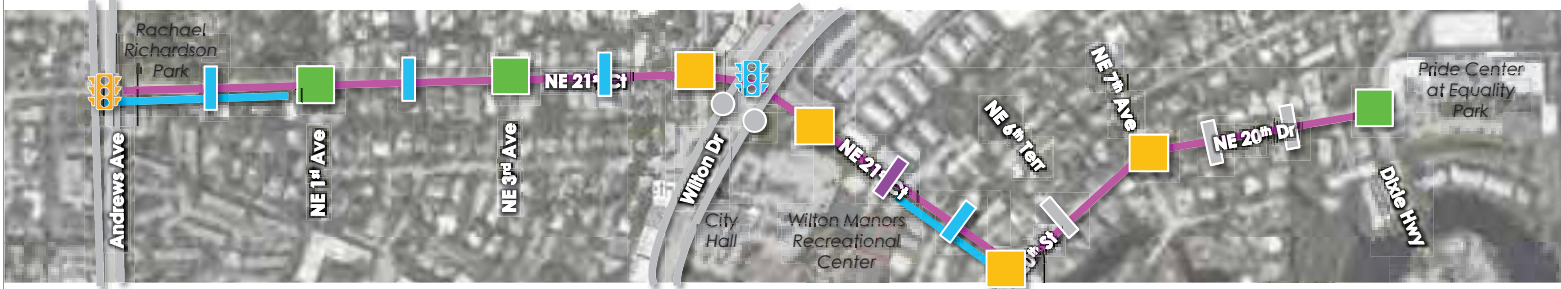 Rachael
Richardson
Park
Andrews Ave
NE 1st Ave
NE 3rd Ave
NE 21st Ct
Wilton Dr
City
Hall
NE 21st Ct
Wilton Manors
Recreational
Center
NE 6th Terr
NE 7th Ave
NE 20th Dr
Pride Center
at Equality
Park
Dixie Hwy